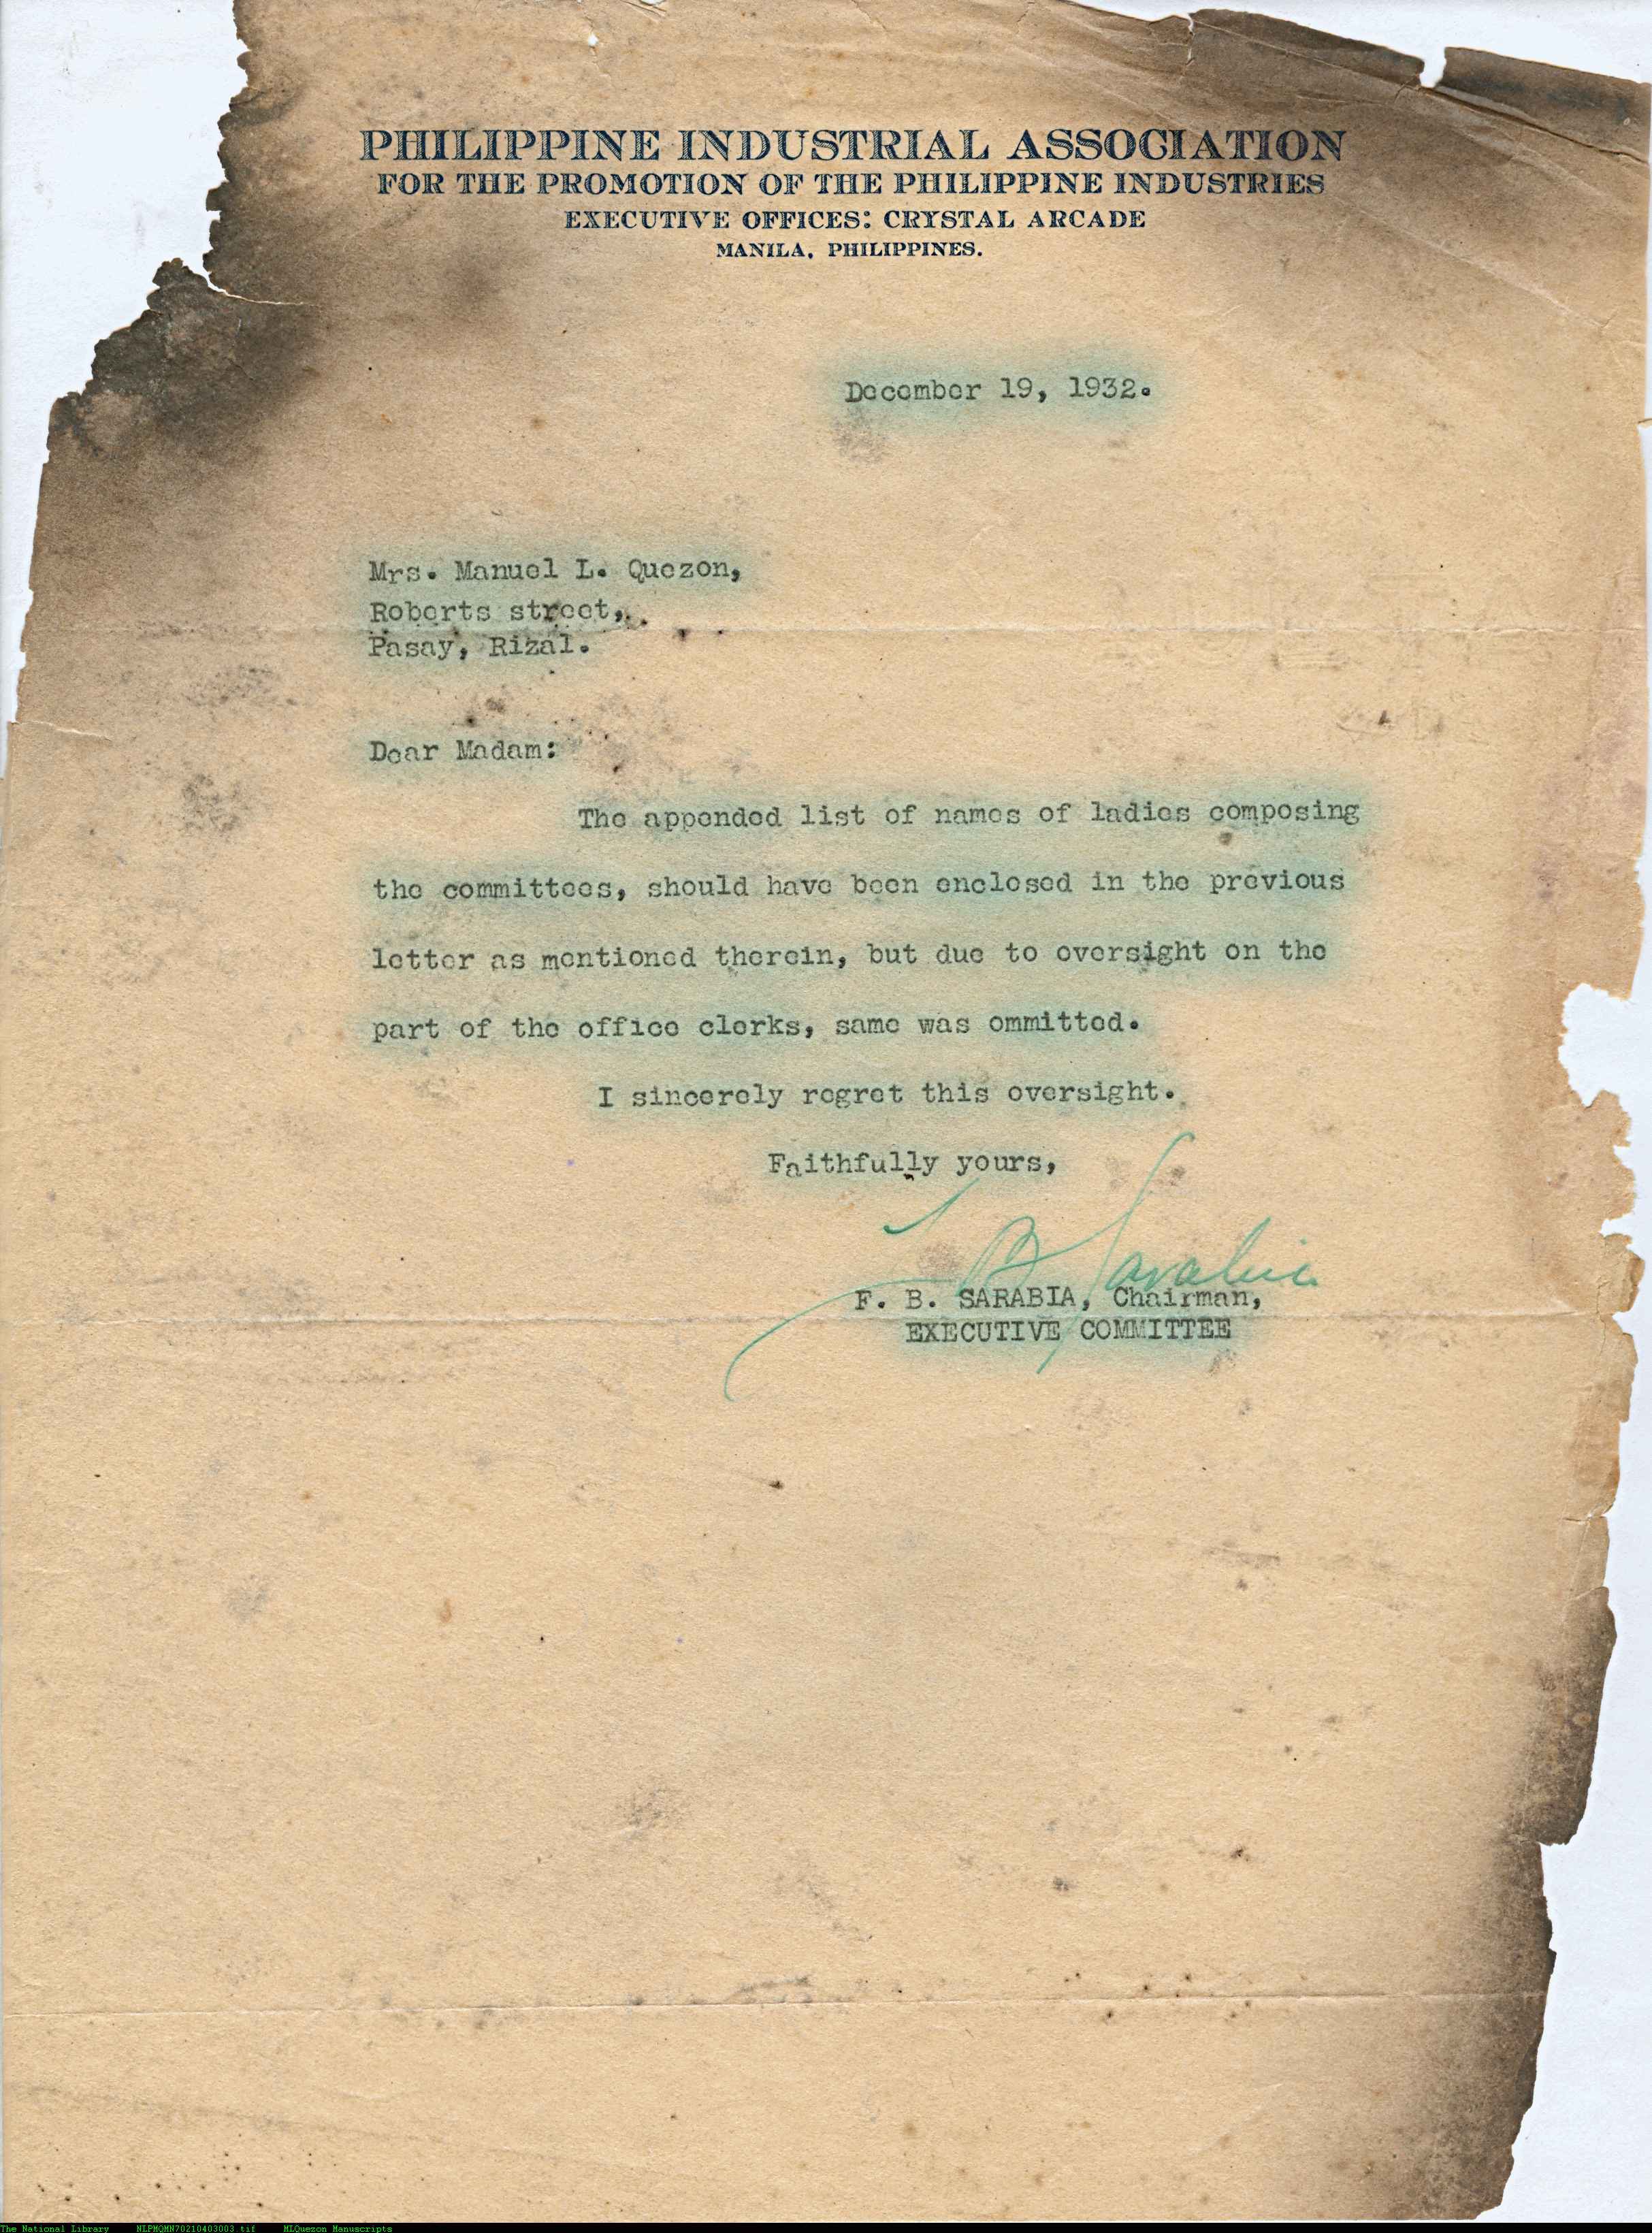 PHILIPPINE INDUSTRIAL ASSOCIATION
FOR THE PROMOTION OF THE PHILIPPINE INDUSTRIES
EXECUTIVE OFFICES: CRYSTAL ARCADE
MANILA, PHILIPPINES.
December 19, 1932.
Mrs. Manuel L. Quezon,
Roberts street,
Pasay, Rizal.
Dear Madam:
The appended list of names of ladies composing
the committees, should have been enclosed in the previous
letter as mentioned therein, but due to oversight on the
part of the office clerks, same was ommitted.
I sincerely regret this oversight.
Faithfully yours,
F B Sarabia
F. B. SARABIA, Chairman,
EXECUTIVE COMMITTEE
The National Library NLPMQMN70210403003.tif MLQuezon Manuscripts